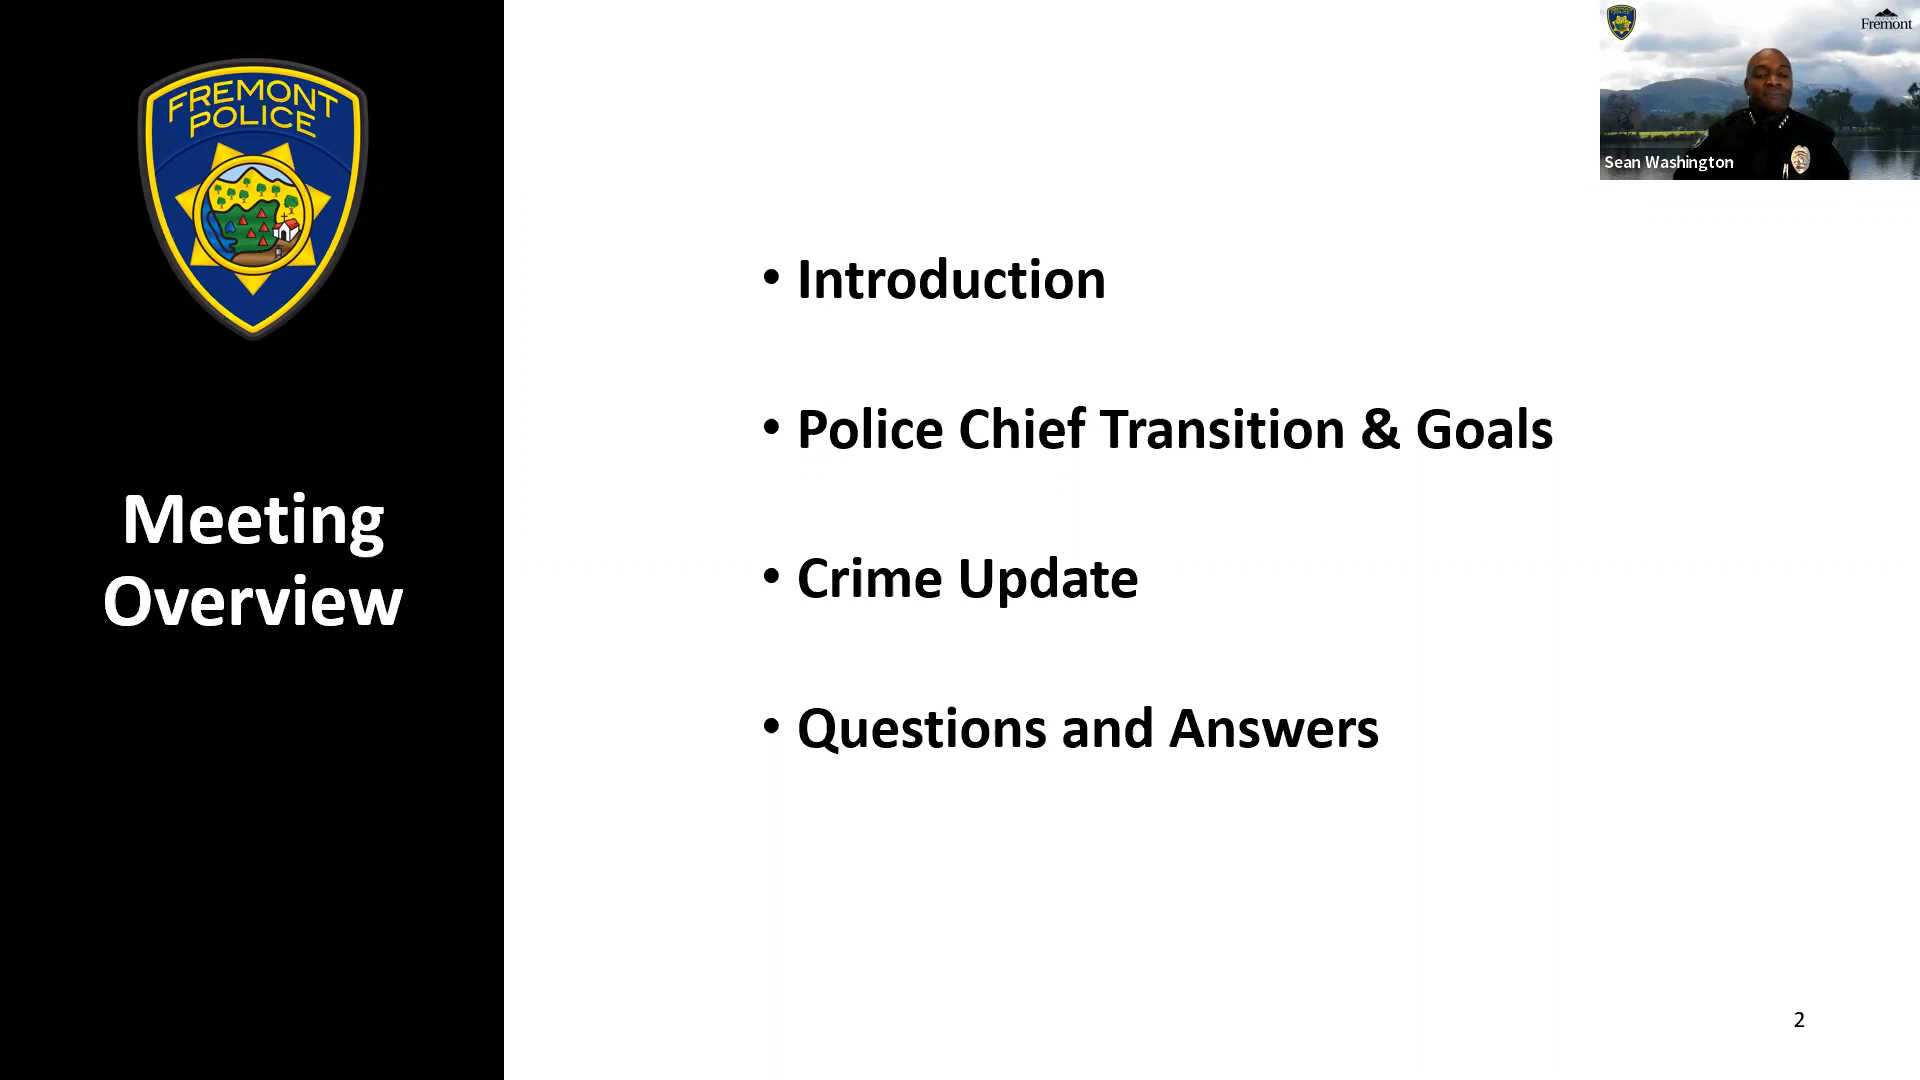 FREMONT
POLICE
Meeting
Overview
• Introduction
• Police Chief Transition & Goals
• Crime Update
• Questions and Answers
2
Fremont
Sean Washington